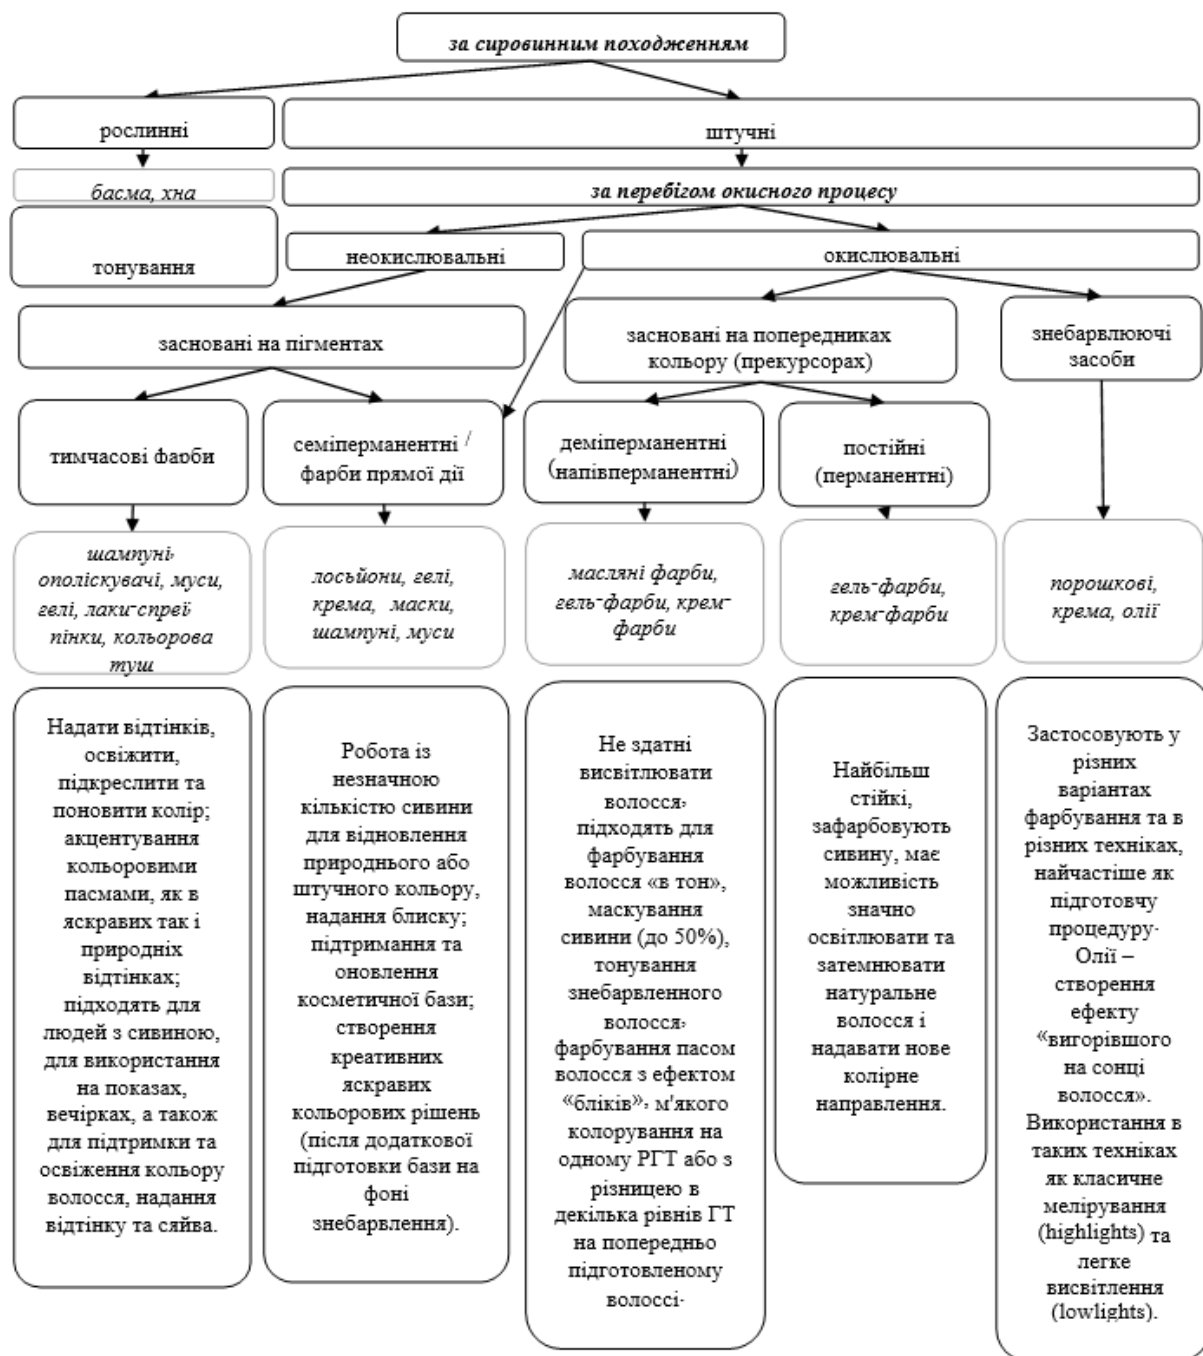 за сировинним походженням
рослинні
штучні
басма, хна
за перебігом окисного процесу
тонування
неокислювальні
окислювальні
засновані на пігментах
засновані на попередниках
кольору (прекурсорах)
знебарвлюючі
засоби
тимчасові фарби
семіперманентні /
фарби прямої дії
деміперманентні
(напівперманентні)
постійні
(перманентні)
шампуні-
ополіскувачі, муси,
гелі, лаки-спреї,
пінки, кольорова
туш
лосьйони, гелі,
крема, маски,
шампуні, муси
масляні фарби,
гель-фарби, крем-
фарби
гель-фарби,
крем-фарби
порошкові,
крема, олії
Надати відтінків,
освіжити,
підкреслити та
поновити колір;
акцентування
кольоровими
пасмами, як в
яскравих так і
природніх
відтінках;
підходять для
людей з сивиною,
для використання
на показах,
вечірках, а також
для підтримки та
освіження кольору
волосся, надання
відтінку та сяйва.
Робота із
незначною
кількістю сивини
для відновлення
природнього або
штучного кольору,
надання блиску;
підтримання та
оновлення
косметичної бази;
створення
креативних
яскравих
кольорових рішень
(після додаткової
підготовки бази на
фоні
знебарвлення).
Не здатні
висвітлювати
волосся,
підходять для
фарбування
волосся «в тон»,
маскування
сивини (до 50%),
тонування
знебарвленного
волосся,
фарбування пасом
волосся з ефектом
«бліків», м'якого
колорування на
одному РГТ або з
різницею в
декілька рівнів ГТ
на попередньо
підготовленому
волоссі.
Найбільш
стійкі,
зафарбовують
сивину, має
можливість
значно
освітлювати та
затемнювати
натуральне
волосся і
надавати нове
колірне
направлення.
Застосовують у
різних
варіантах
фарбування та в
різних техніках,
найчастіше як
підготовчу
процедуру.
Олії –
створення
ефекту
«вигорівшого
на сонці
волосся».
Використання в
таких техніках
як класичне
мелірування
(highlights) та
легке
висвітлення
(lowlights).